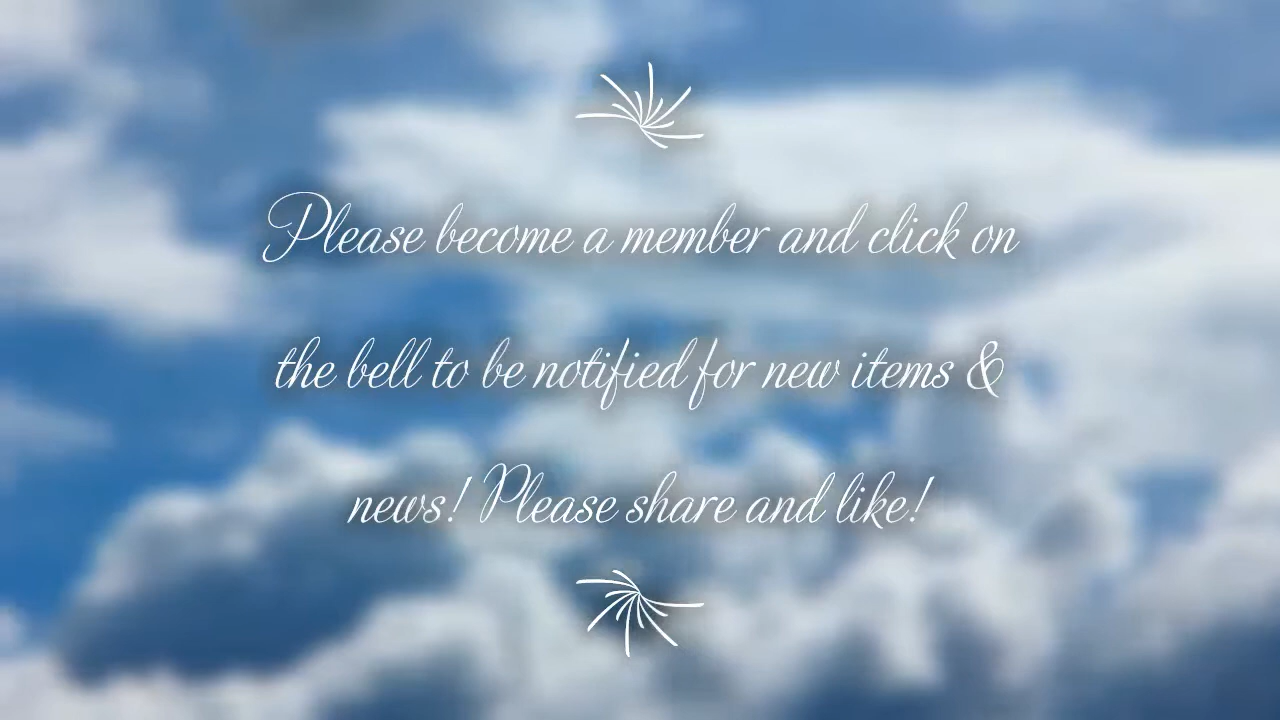 Please become a member and click on
the bell to be notified for new items &
news! Please share and like!